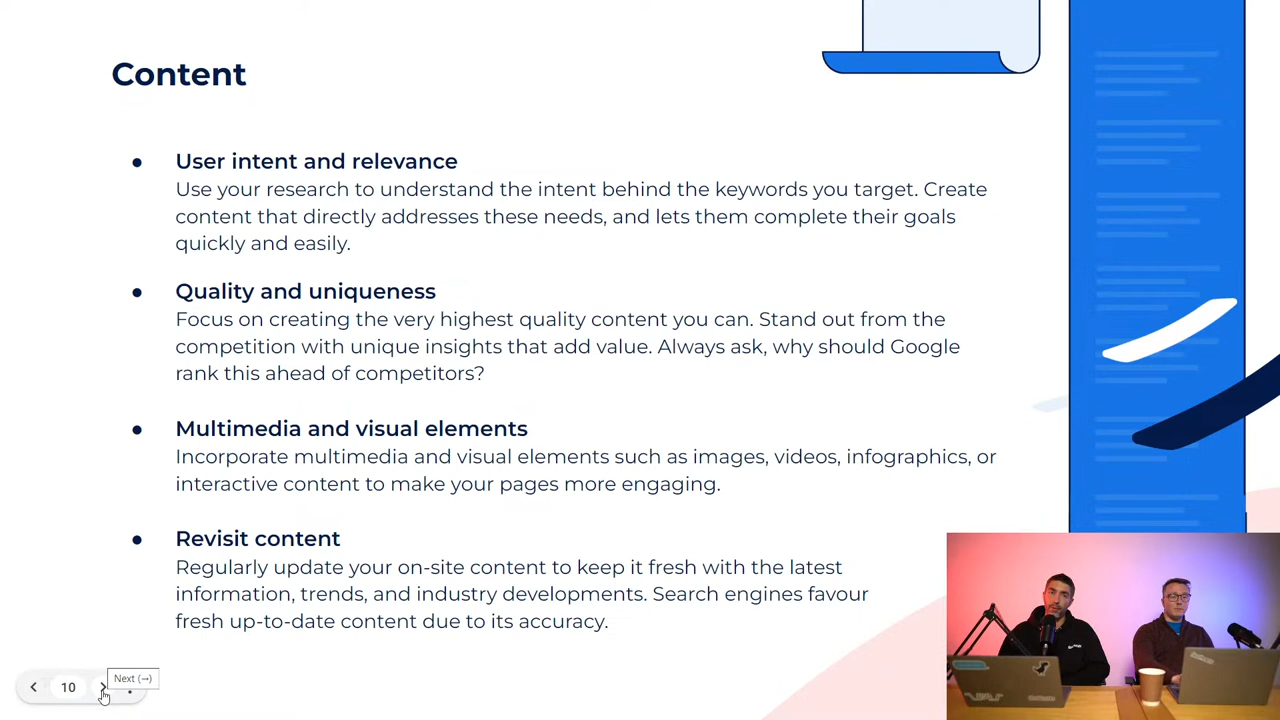 Content
● User intent and relevance
Use your research to understand the intent behind the keywords you target. Create
content that directly addresses these needs, and lets them complete their goals
quickly and easily.
● Quality and uniqueness
Focus on creating the very highest quality content you can. Stand out from the
competition with unique insights that add value. Always ask, why should Google
rank this ahead of competitors?
● Multimedia and visual elements
Incorporate multimedia and visual elements such as images, videos, infographics, or
interactive content to make your pages more engaging.
● Revisit content
Regularly update your on-site content to keep it fresh with the latest
information, trends, and industry developments. Search engines favour
fresh up-to-date content due to its accuracy.
10
Next (→)